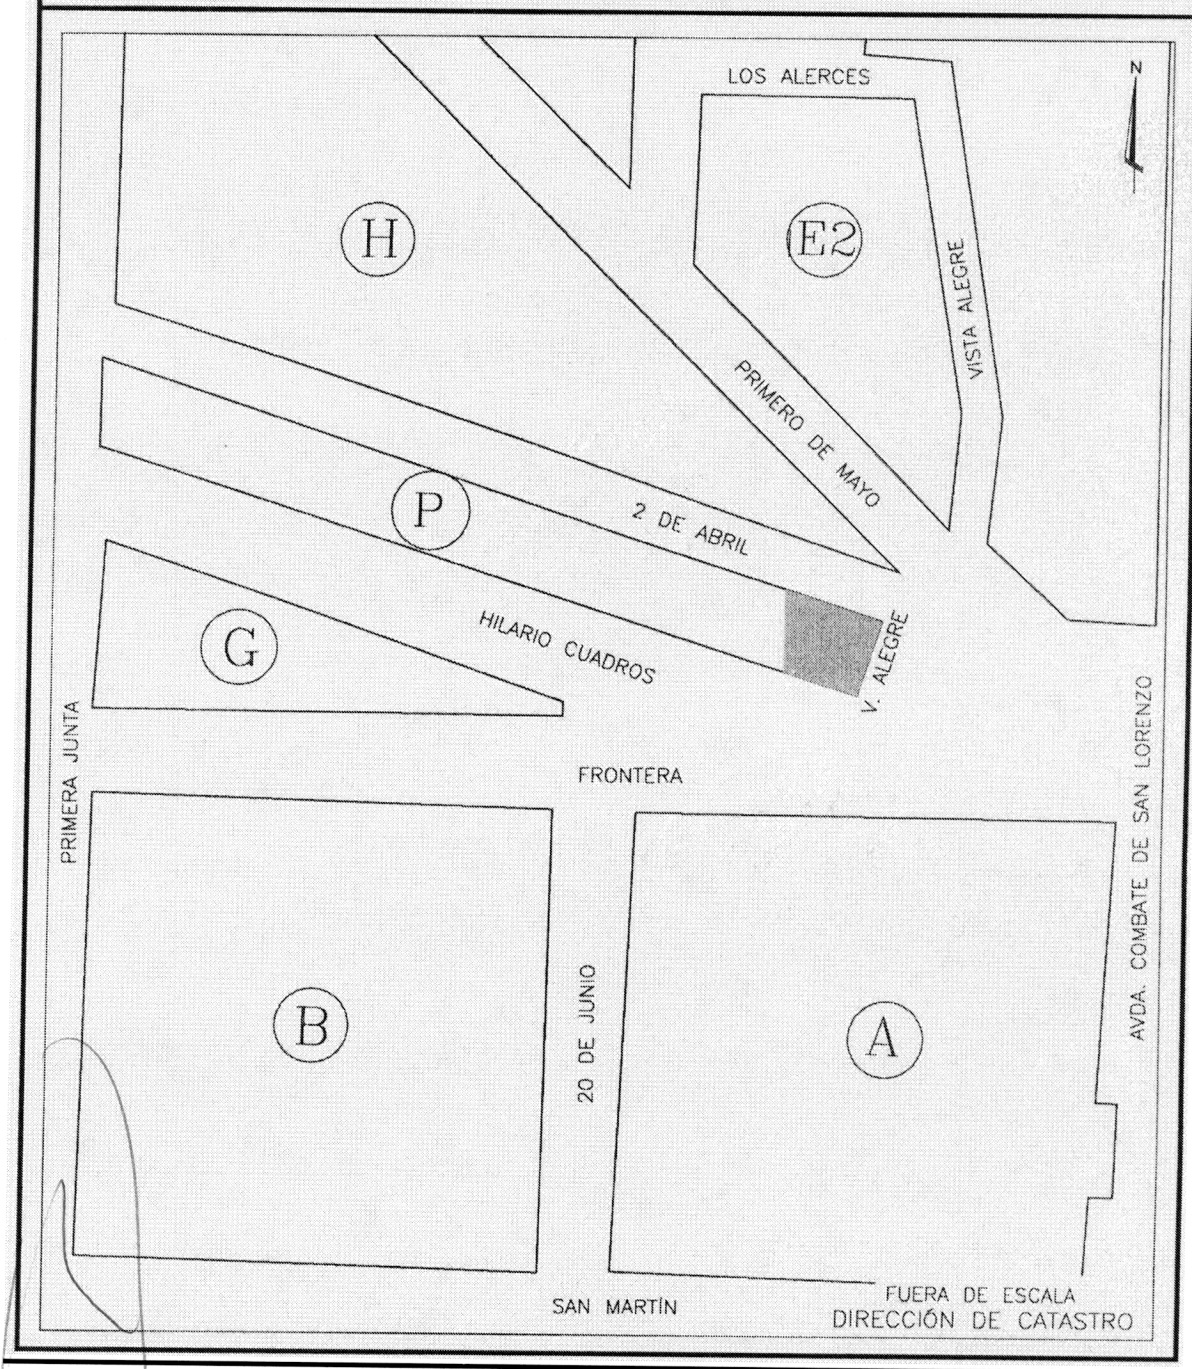 LOS ALERCES
N
H
E2
VISTA ALEGRE
PRIMERO DE MAYO
P
2 DE ABRIL
HILARIO CUADROS
G
V. ALEGRE
PRIMERA JUNTA
FRONTERA
AVDA. COMBATE DE SAN LORENZO
B
20 DE JUNIO
A
SAN MARTÍN
FUERA DE ESCALA
DIRECCIÓN DE CATASTRO